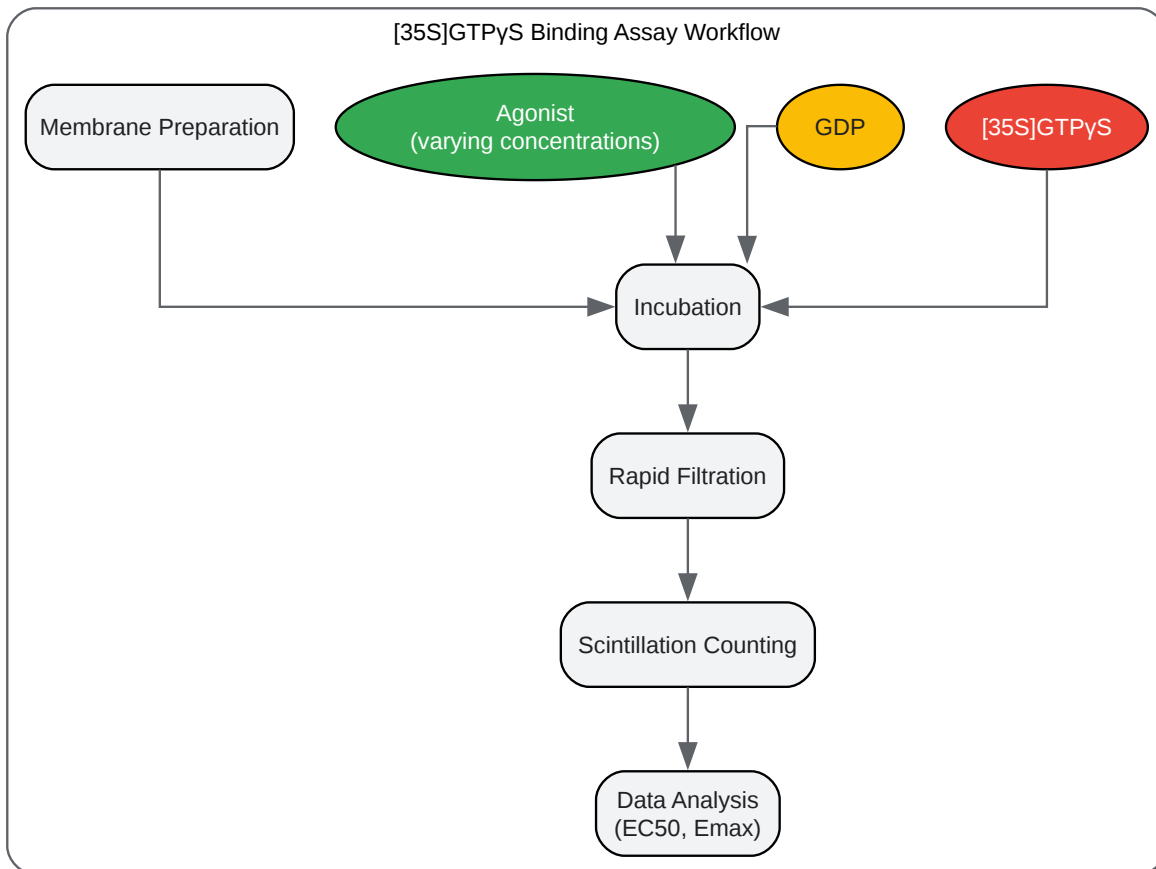 [35S]GTPγS Binding Assay Workflow
Membrane Preparation
Agonist
(varying concentrations)
GDP
[35S]GTPγS
Incubation
Rapid Filtration
Scintillation Counting
Data Analysis
(EC50, Emax)